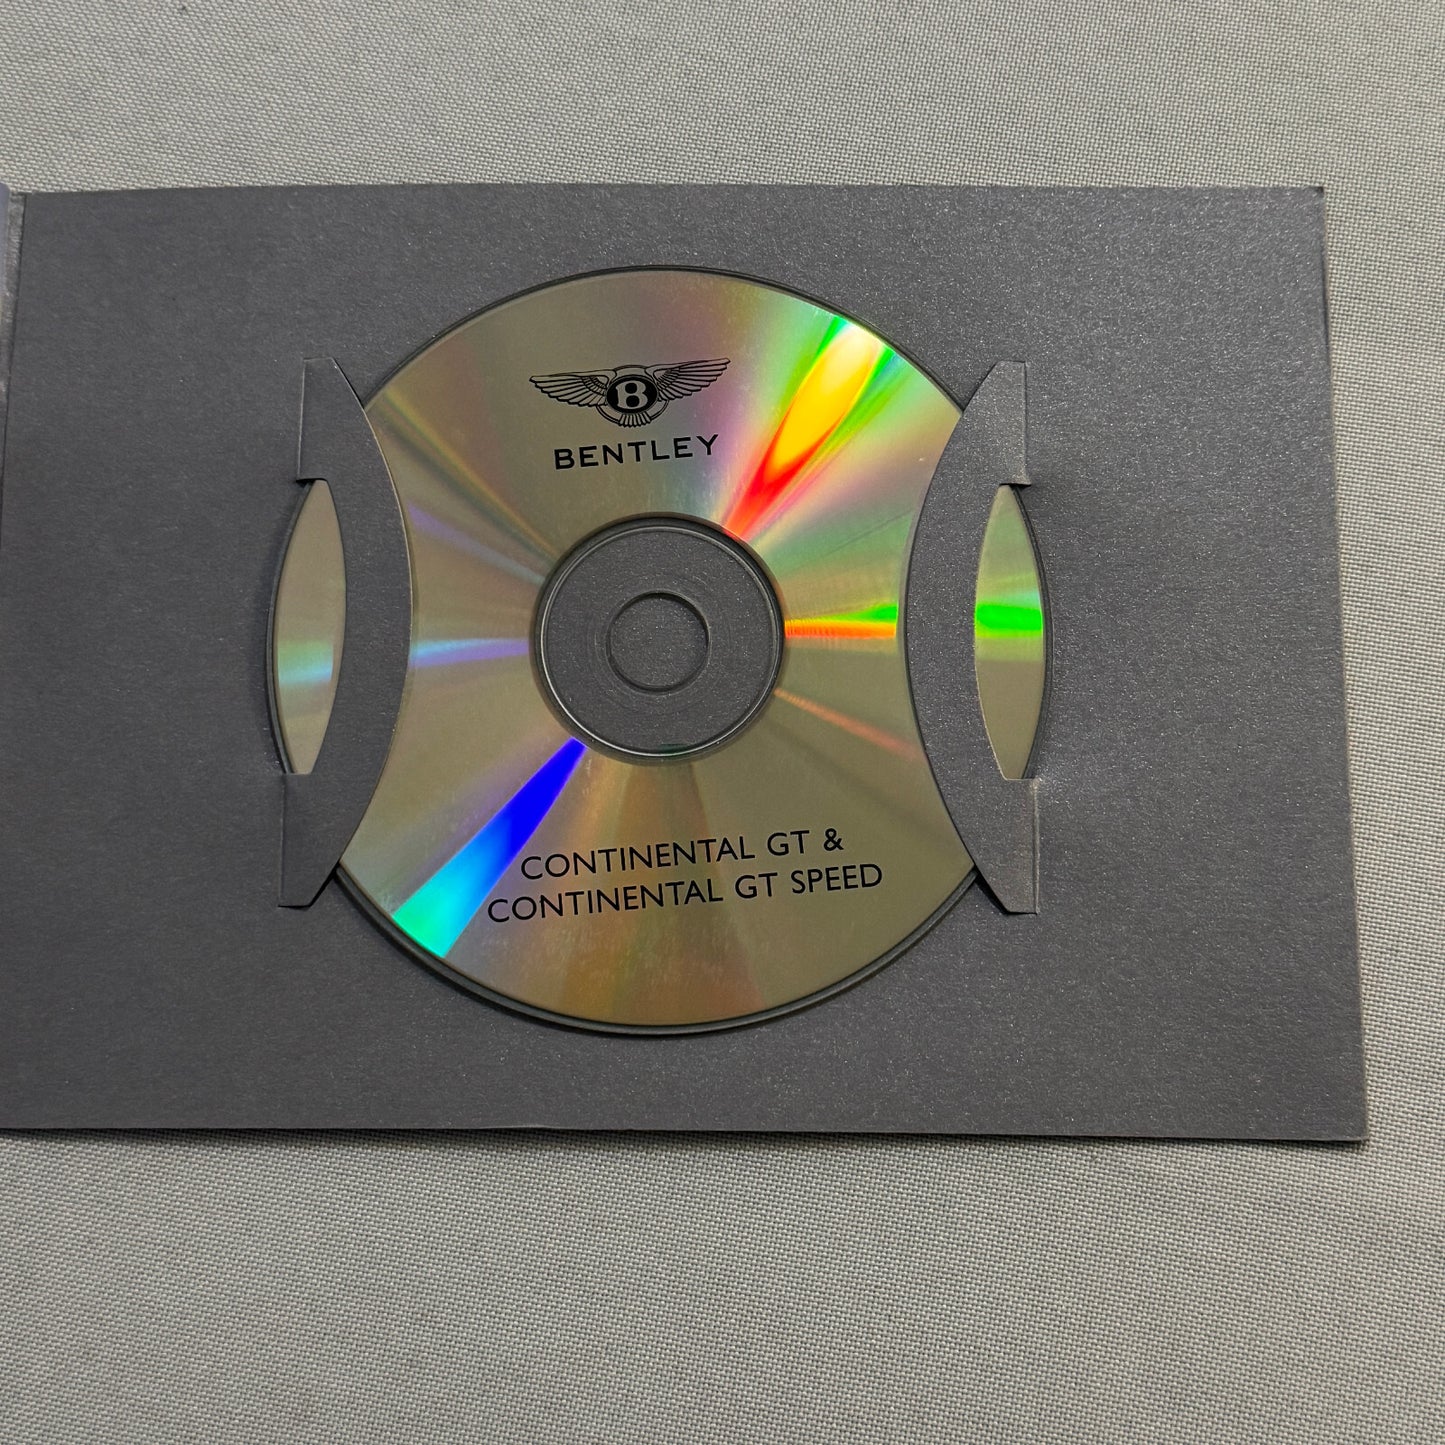 B
BENTLEY
CONTINENTAL GT &
CONTINENTAL GT SPEED